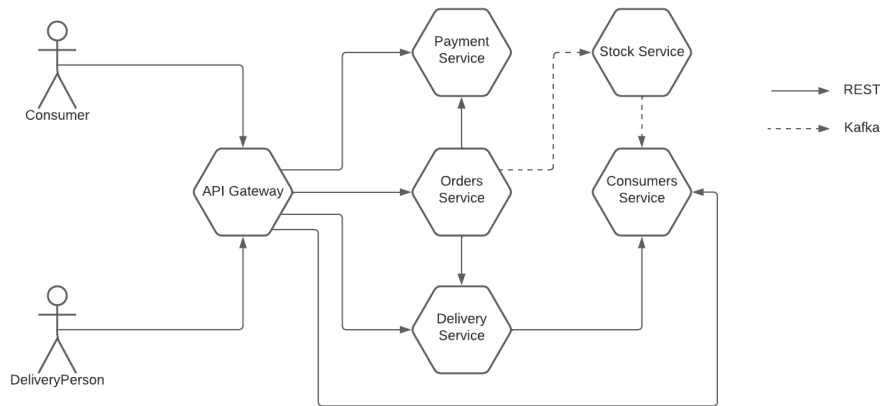 Payment
Service
Stock Service
REST
Consumer
Kafka
API Gateway
Orders
Service
Consumers
Service
Delivery
Service
DeliveryPerson